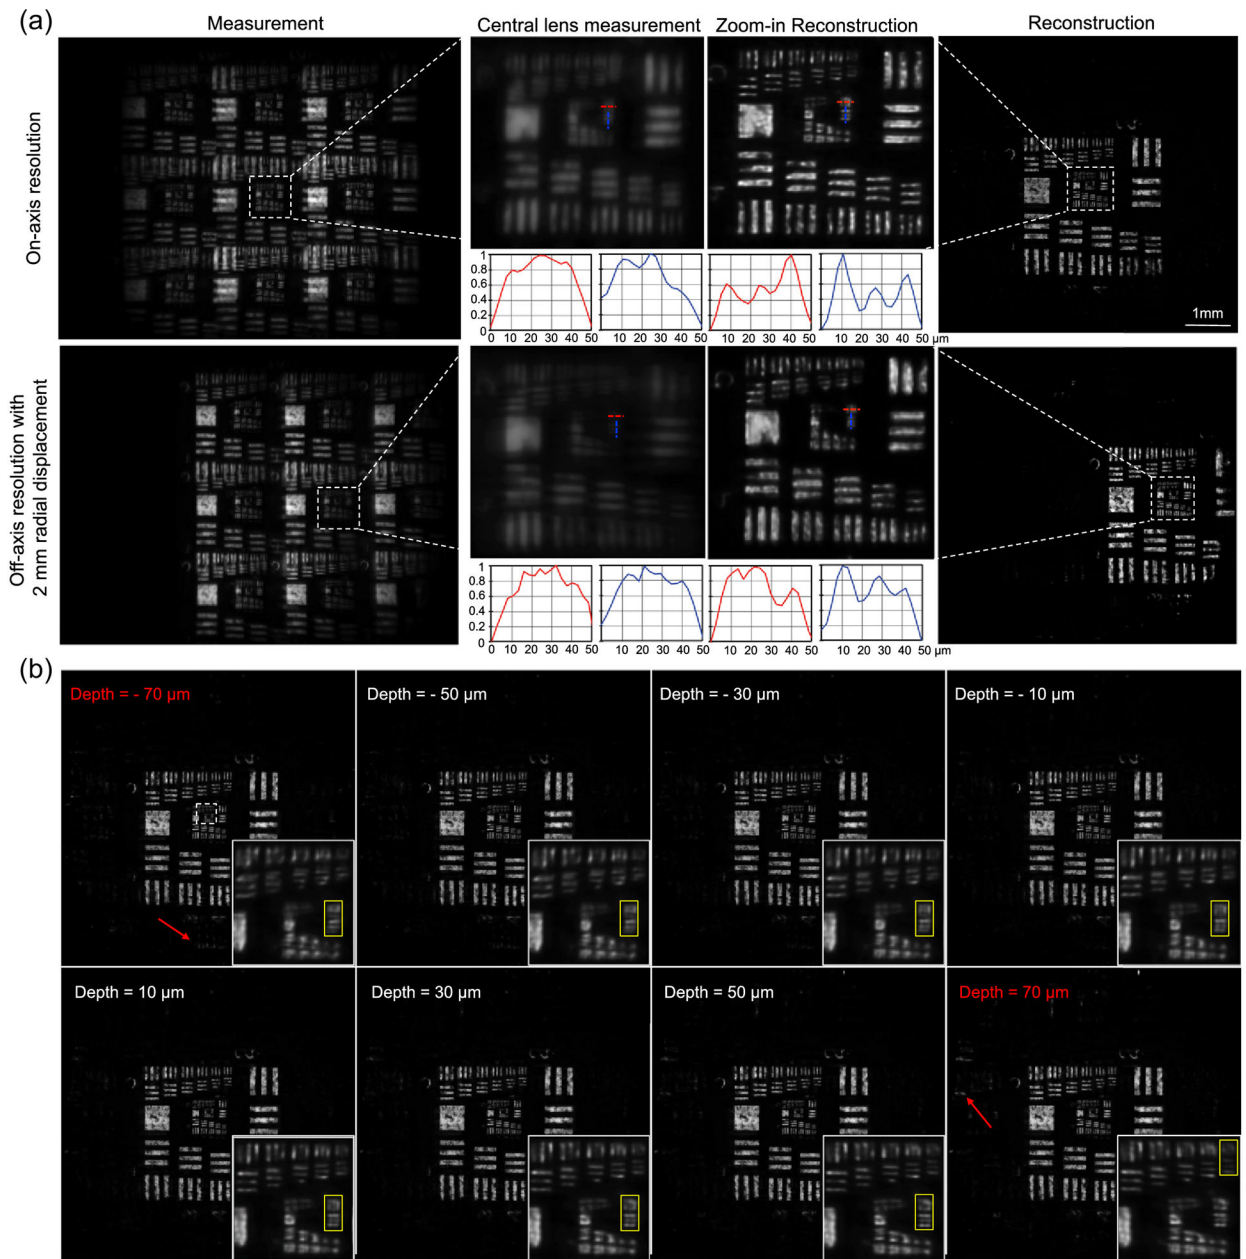 (a)
Measurement
Central lens measurement
Zoom-in Reconstruction
Reconstruction
On-axis resolution
1
0.8
0.6
0.4
0.2
0
0 10 20 30 40 50
10 20 30 40 50
10 20 30 40 50
10 20 30 40 50 µm
1mm
Off-axis resolution with
2 mm radial displacement
1
0.8
0.6
0.4
0.2
0
0 10 20 30 40 50
10 20 30 40 50
10 20 30 40 50
10 20 30 40 50 µm
(b)
Depth = - 70 µm
Depth = - 50 µm
Depth = - 30 µm
Depth = - 10 µm
Depth = 10 µm
Depth = 30 µm
Depth = 50 µm
Depth = 70 µm